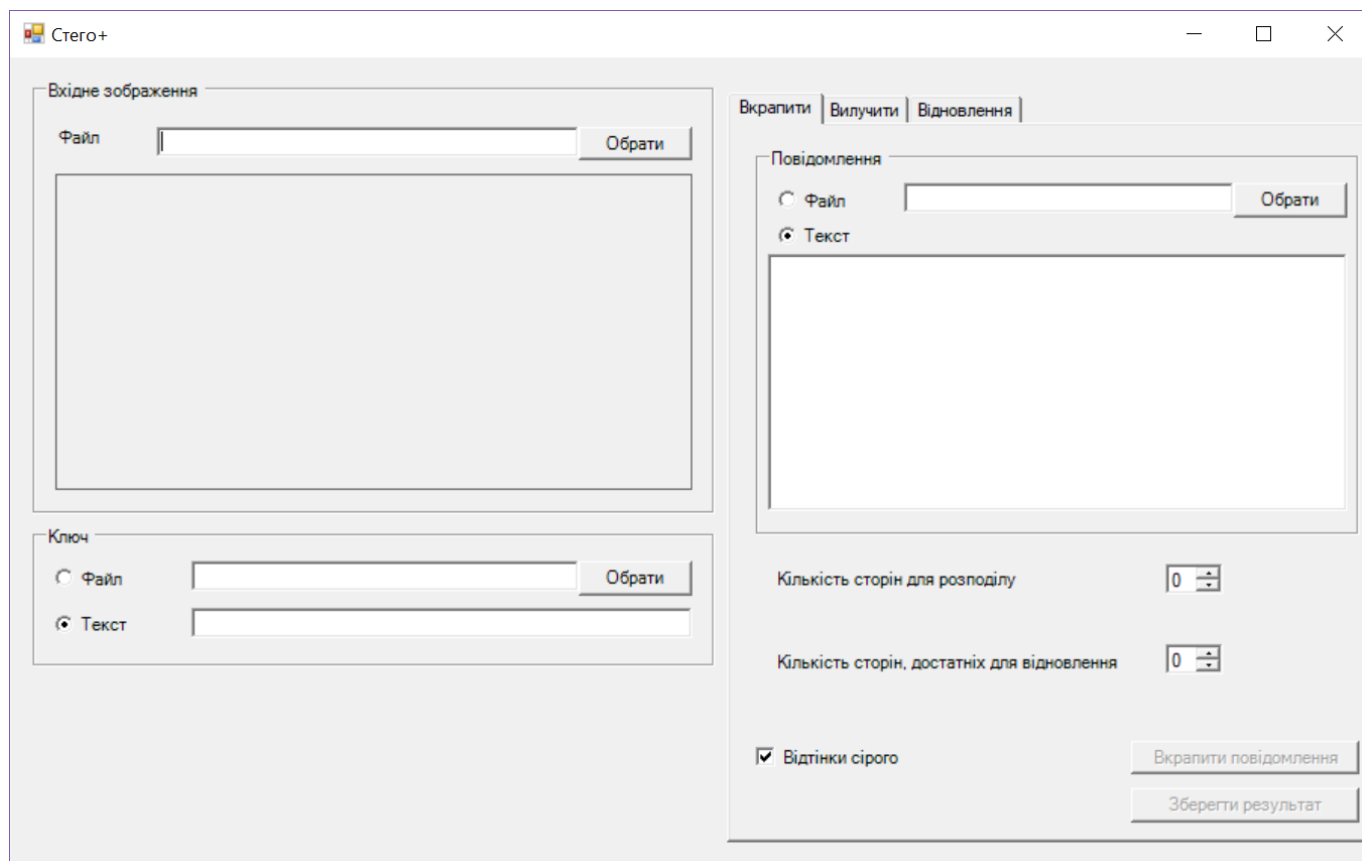 Стего+
Вхідне зображення
Файл
Обрати
Ключ
Файл
Обрати
Текст
Вкрапити Вилучити Відновлення
Повідомлення
Файл
Обрати
Текст
Кількість сторін для розподілу 0
Кількість сторін, достатніх для відновлення 0
Відтінки сірого
Вкрапити повідомлення
Зберегти результат